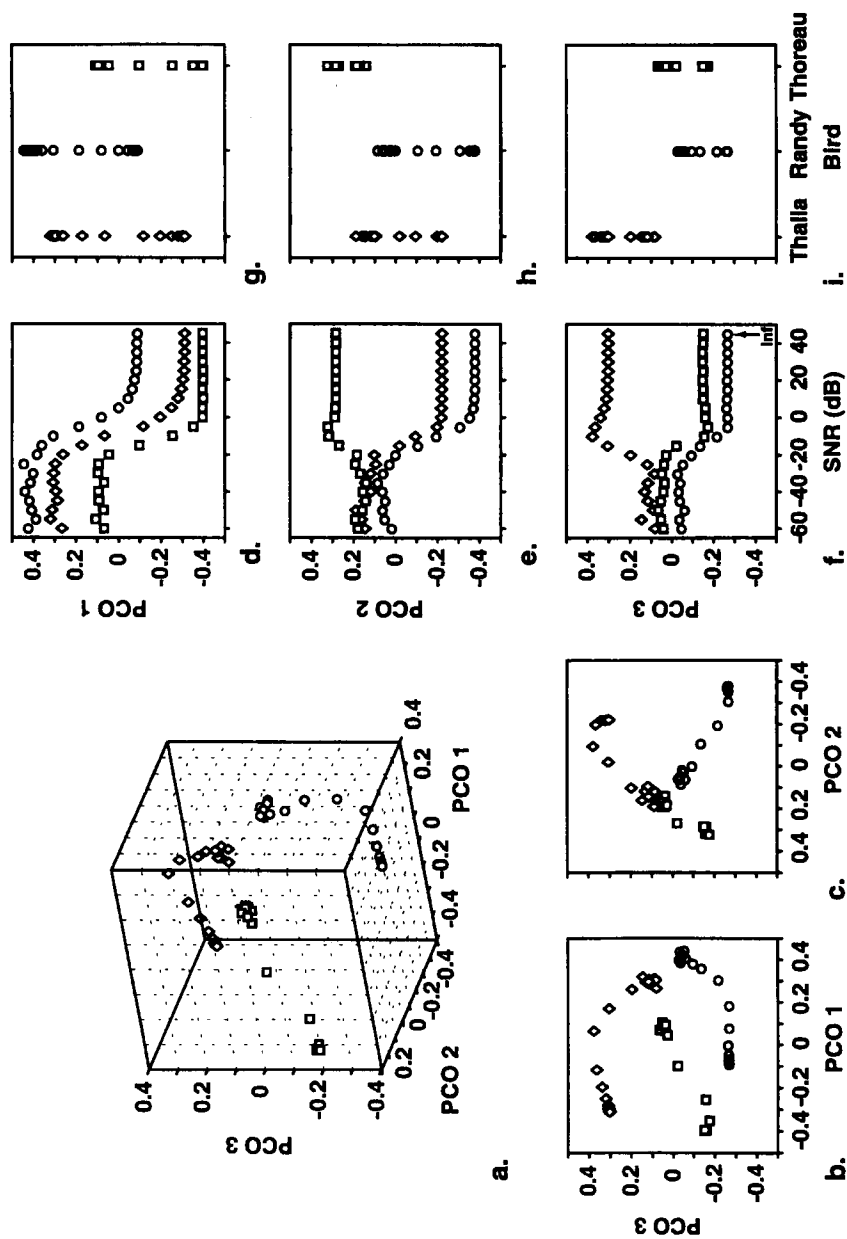 PCO 3
0.4
0.2
0
-0.2
-0.4
PCO 2
0.2
0
-0.2
-0.4
PCO 1
-0.4
-0.2
0
0.2
0.4
a.
PCO 3
0.4
0.2
0
-0.2
-0.4
-0.4 -0.2 0 0.2 0.4
PCO 1
b.
0.4 0.2 0 -0.2 -0.4
PCO 2
c.
PCO 1
0.4
0.2
0
-0.2
-0.4
d.
PCO 2
0.4
0.2
0
-0.2
-0.4
e.
PCO 3
0.4
0.2
0
-0.2
-0.4
Inf
-60 -40 -20 0 20 40
SNR (dB)
f.
g.
h.
Thalia Randy Thoreau
Bird
i.